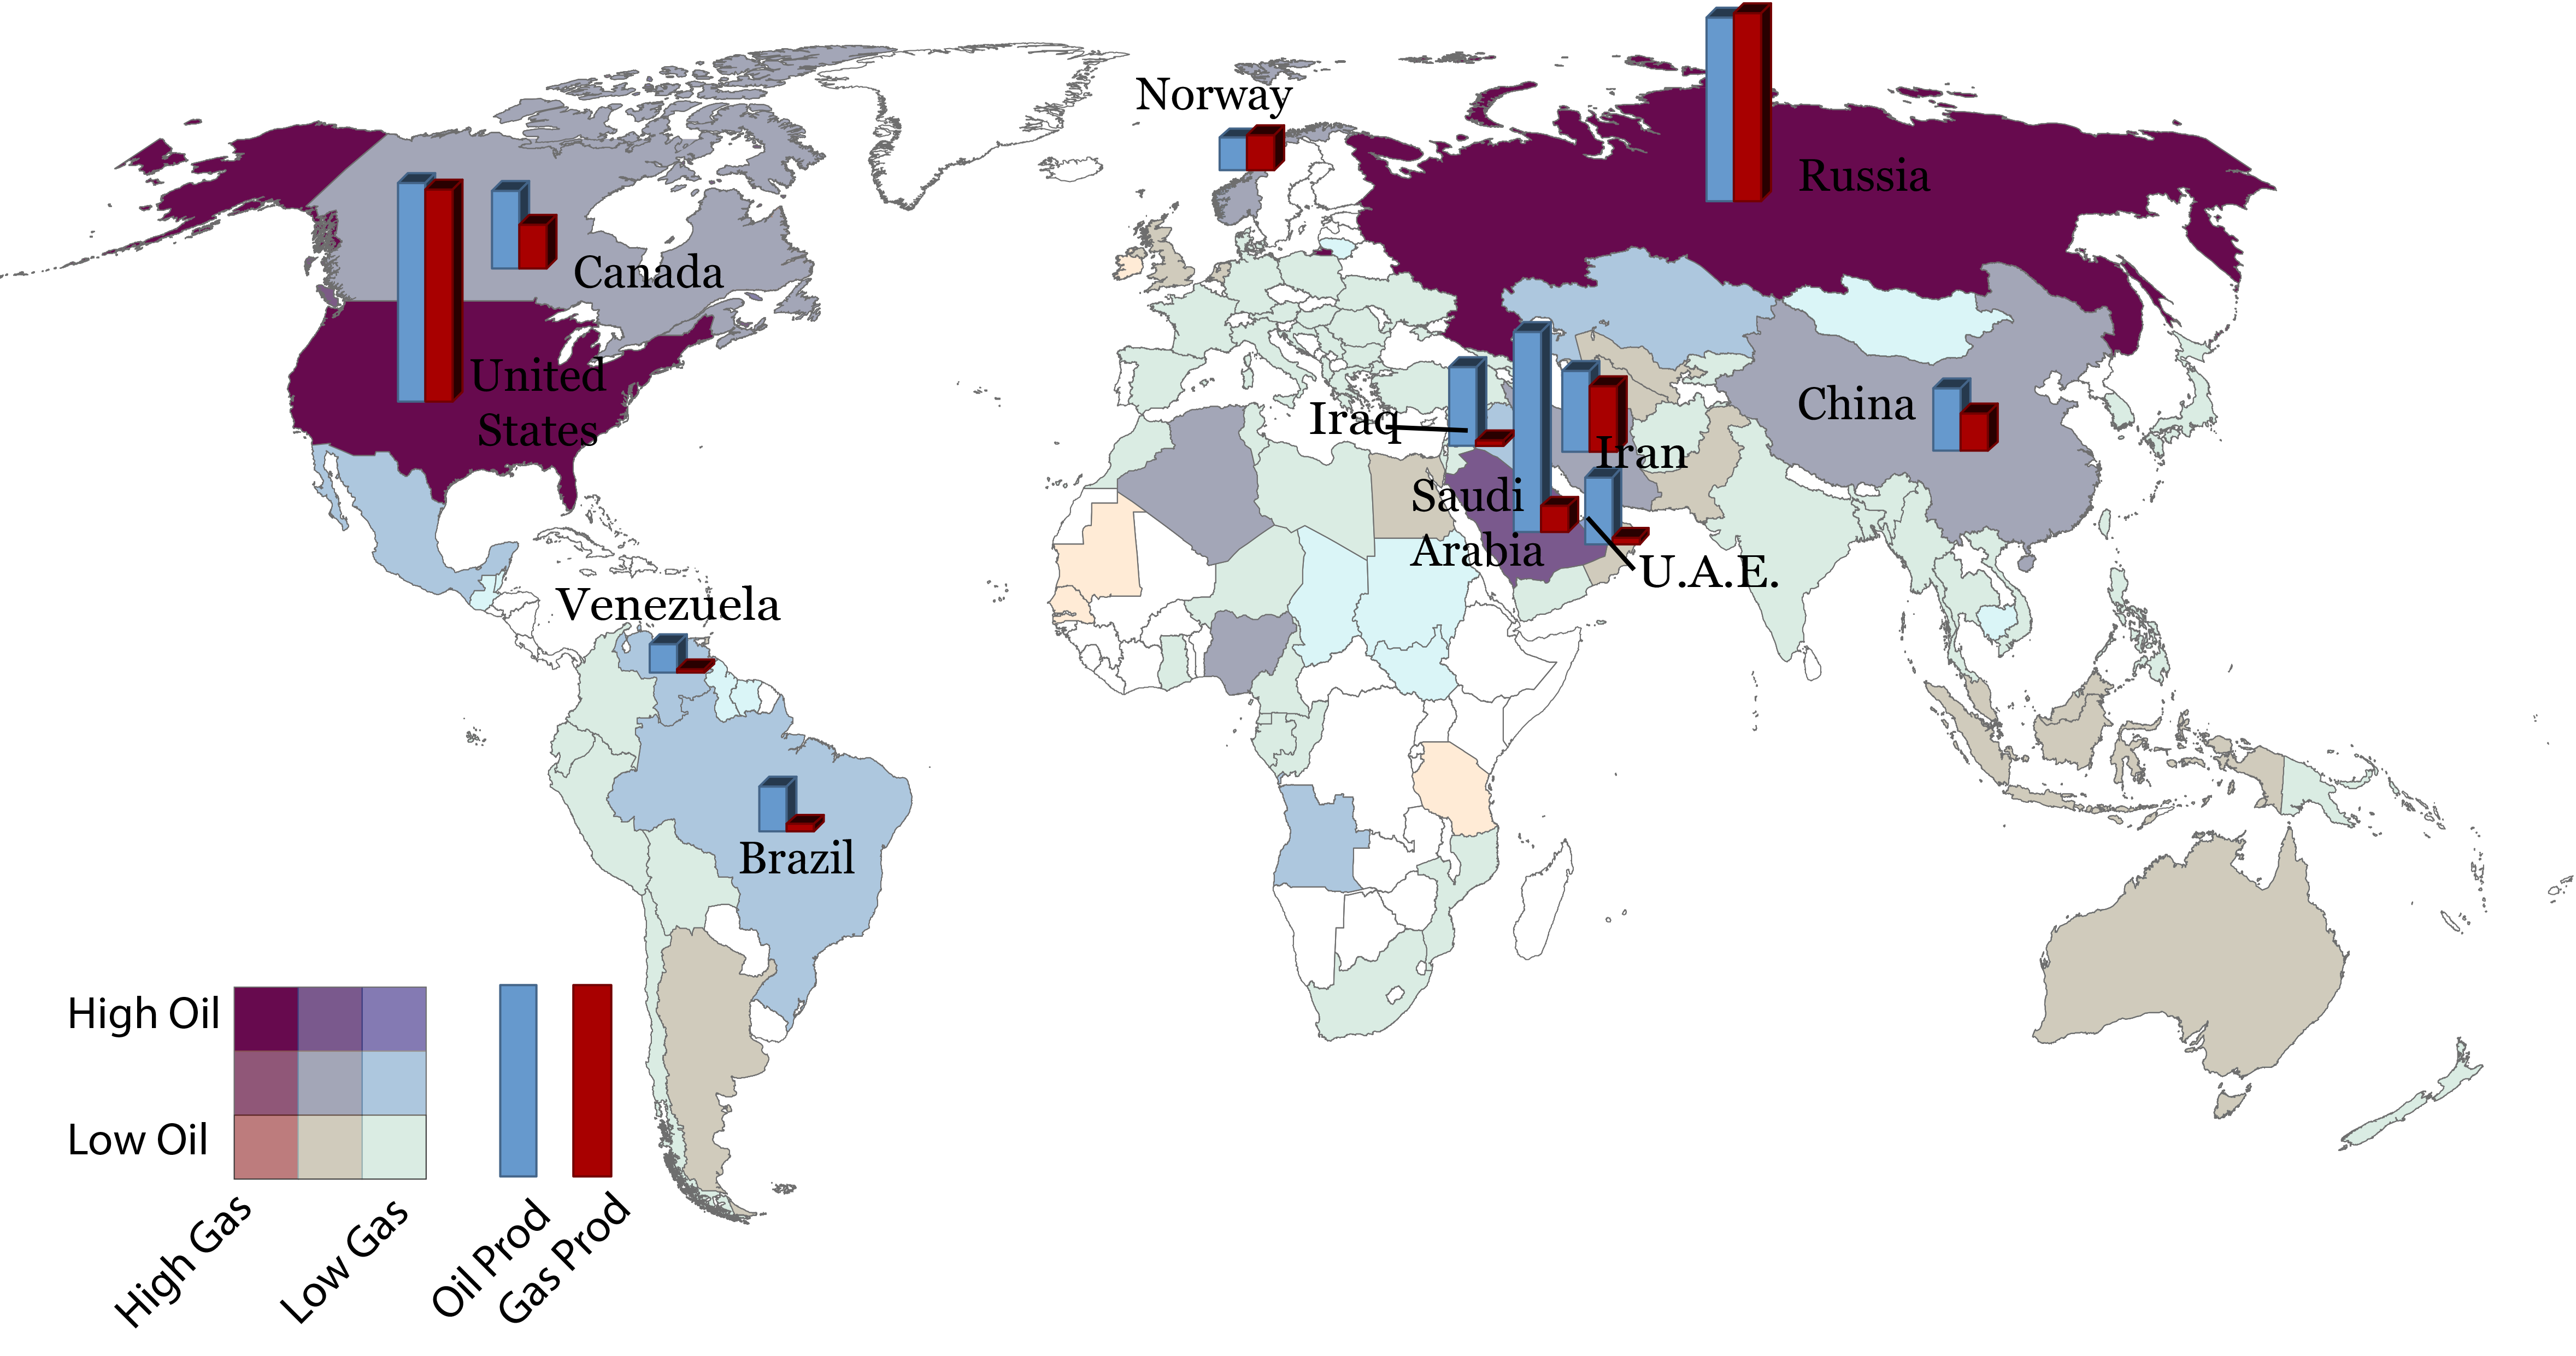 Norway
Russia
Canada
United
States
Iraq
Iran
China
Saudi
Arabia
U.A.E.
Venezuela
Brazil
High Oil
Low Oil
High Gas
Low Gas
Oil Prod
Gas Prod